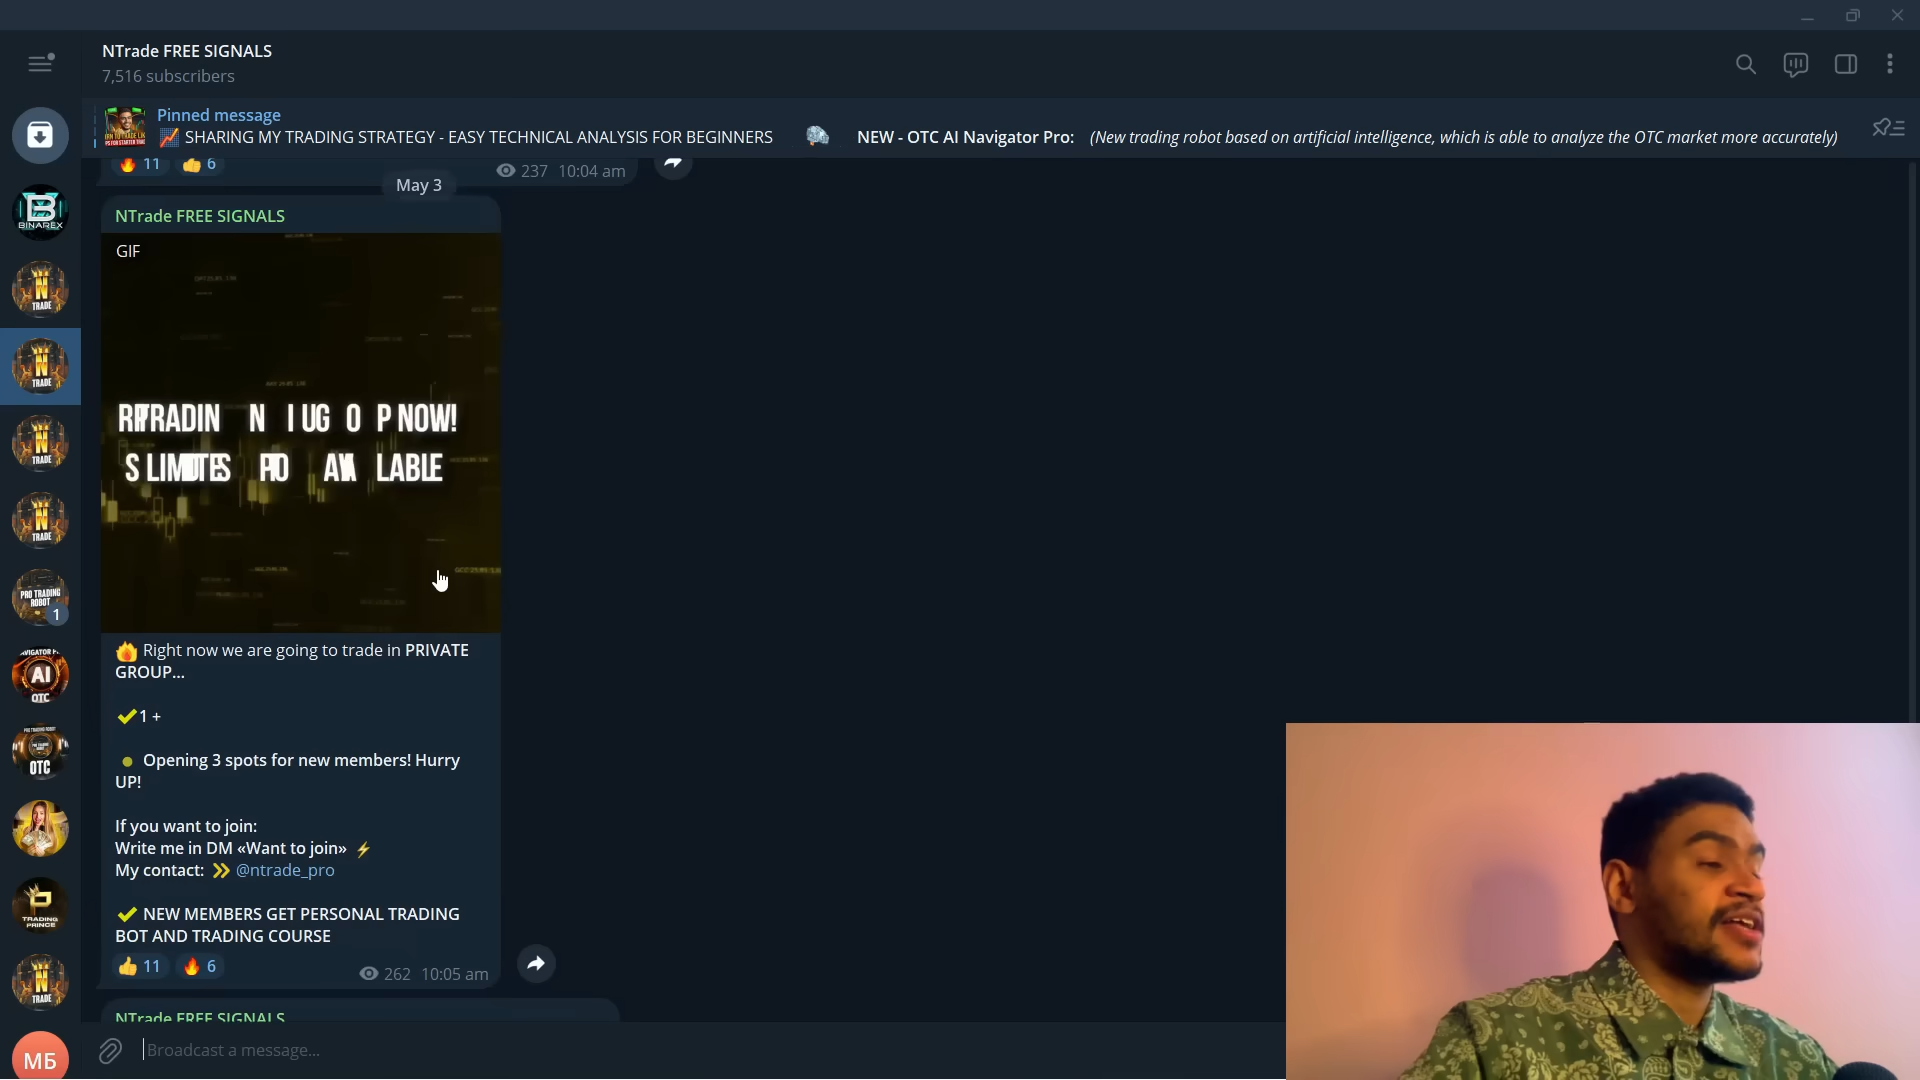 NTrade FREE SIGNALS
7,516 subscribers
Pinned message
SHARING MY TRADING STRATEGY - EASY TECHNICAL ANALYSIS FOR BEGINNERS NEW - OTC AI Navigator Pro: (New trading robot based on artificial intelligence, which is able to analyze the OTC market more accurately)
11 6 237 10:04 am
May 3
NTrade FREE SIGNALS
GIF
NOW!
Right now we are going to trade in PRIVATE
GROUP...
1 +
Opening 3 spots for new members! Hurry
UP!
If you want to join:
Write me in DM «Want to join»
My contact: @ntrade_pro
NEW MEMBERS GET PERSONAL TRADING
BOT AND TRADING COURSE
11 6 262 10:05 am
NTrade FREE SIGNALS
Broadcast a message...
BINAREX
N TRADE
N TRADE
N TRADE
N TRADE
PRO TRADING
ROBOT
1
AI
OTC
OTC
TRADING
PRINCE
N TRADE
МБ